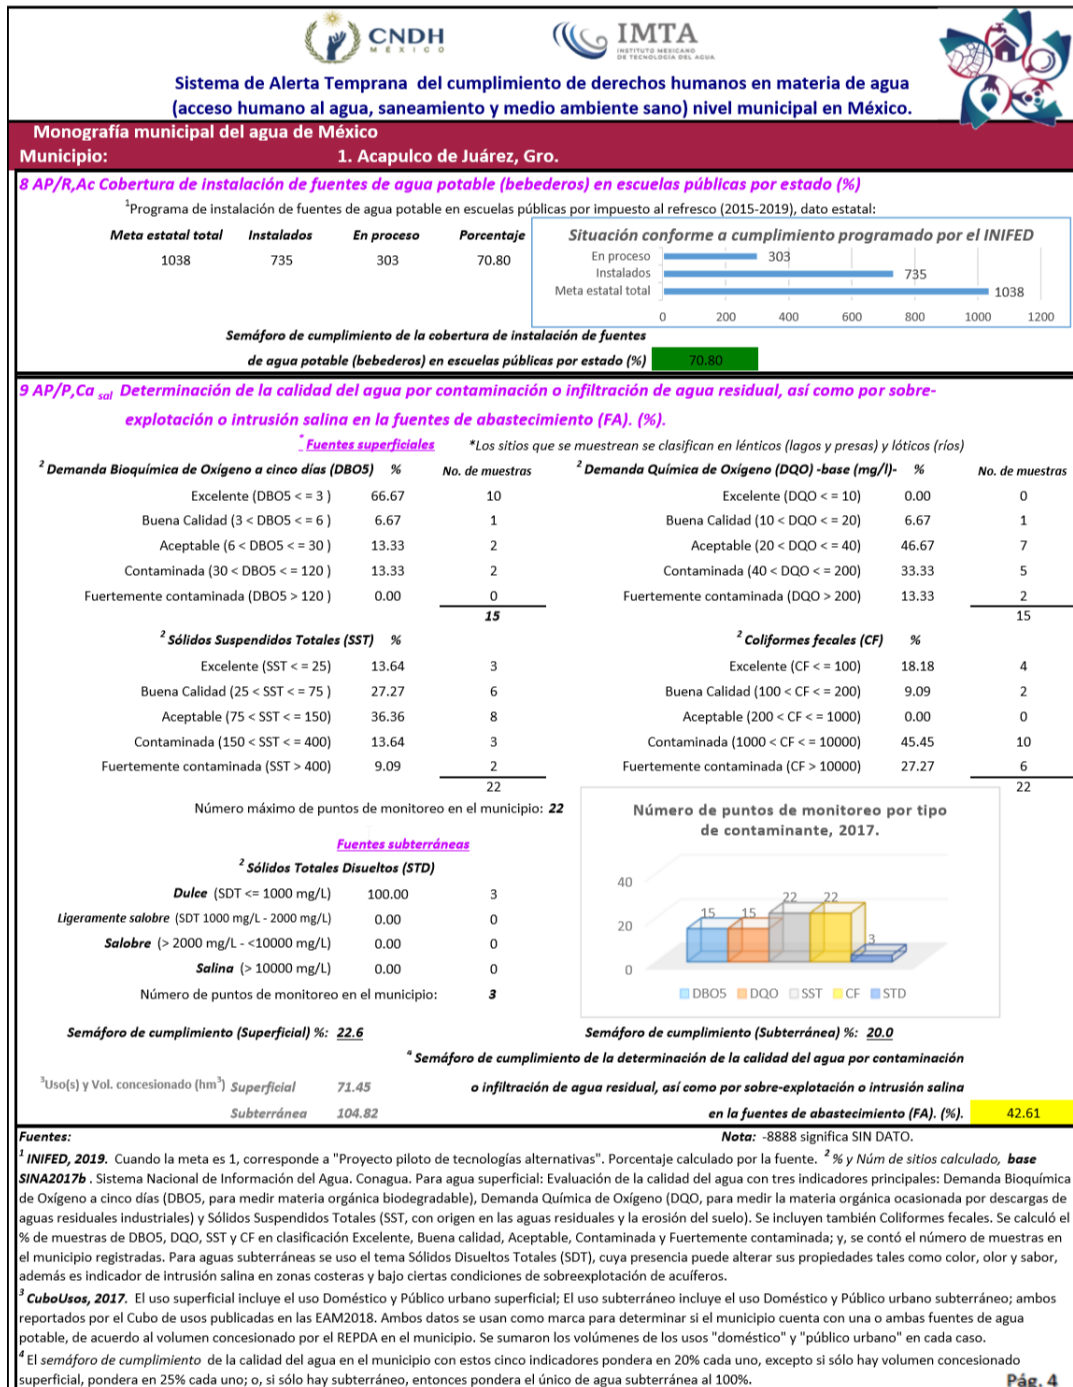 CNDH
MÉXICO
IMTA
INSTITUTO MEXICANO
DE TECNOLOGÍA DEL AGUA
Sistema de Alerta Temprana del cumplimiento de derechos humanos en materia de agua
(acceso humano al agua, saneamiento y medio ambiente sano) nivel municipal en México.
Monografía municipal del agua de México
Municipio: 1. Acapulco de Juárez, Gro.
8 AP/R,Ac Cobertura de instalación de fuentes de agua potable (bebederos) en escuelas públicas por estado (%)
1Programa de instalación de fuentes de agua potable en escuelas públicas por impuesto al refresco (2015-2019), dato estatal:
Meta estatal total Instalados En proceso Porcentaje
1038 735 303 70.80
Situación conforme a cumplimiento programado por el INIFED
En proceso 303
Instalados 735
Meta estatal total 1038
0 200 400 600 800 1000 1200
Semáforo de cumplimiento de la cobertura de instalación de fuentes
de agua potable (bebederos) en escuelas públicas por estado (%) 70.80
9 AP/P,Ca sal Determinación de la calidad del agua por contaminación o infiltración de agua residual, así como por sobre-
explotación o intrusión salina en la fuentes de abastecimiento (FA). (%).
* Fuentes superficiales *Los sitios que se muestrean se clasifican en lénticos (lagos y presas) y lóticos (ríos)
2 Demanda Bioquímica de Oxígeno a cinco días (DBO5) % No. de muestras 2 Demanda Química de Oxígeno (DQO) -base (mg/l)- % No. de muestras
Excelente (DBO5 < = 3 ) 66.67 10 Excelente (DQO < = 10) 0.00 0
Buena Calidad (3 < DBO5 < = 6 ) 6.67 1 Buena Calidad (10 < DQO < = 20) 6.67 1
Aceptable (6 < DBO5 < = 30 ) 13.33 2 Aceptable (20 < DQO < = 40) 46.67 7
Contaminada (30 < DBO5 < = 120 ) 13.33 2 Contaminada (40 < DQO < = 200) 33.33 5
Fuertemente contaminada (DBO5 > 120 ) 0.00 0 Fuertemente contaminada (DQO > 200) 13.33 2
15 15
2 Sólidos Suspendidos Totales (SST) % 2 Coliformes fecales (CF) %
Excelente (SST < = 25) 13.64 3 Excelente (CF < = 100) 18.18 4
Buena Calidad (25 < SST < = 75 ) 27.27 6 Buena Calidad (100 < CF < = 200) 9.09 2
Aceptable (75 < SST < = 150) 36.36 8 Aceptable (200 < CF < = 1000) 0.00 0
Contaminada (150 < SST < = 400) 13.64 3 Contaminada (1000 < CF < = 10000) 45.45 10
Fuertemente contaminada (SST > 400) 9.09 2 Fuertemente contaminada (CF > 10000) 27.27 6
22 22
Número máximo de puntos de monitoreo en el municipio: 22
Fuentes subterráneas
2 Sólidos Totales Disueltos (STD)
Dulce (SDT <= 1000 mg/L) 100.00 3
Ligeramente salobre (SDT 1000 mg/L - 2000 mg/L) 0.00 0
Salobre (> 2000 mg/L - <10000 mg/L) 0.00 0
Salina (> 10000 mg/L) 0.00 0
Número de puntos de monitoreo en el municipio: 3
Número de puntos de monitoreo por tipo
de contaminante, 2017.
40
20
0
15 15 22 22 3
DBO5 DQO SST CF STD
Semáforo de cumplimiento (Superficial) %: 22.6 Semáforo de cumplimiento (Subterránea) %: 20.0
4 Semáforo de cumplimiento de la determinación de la calidad del agua por contaminación
3Uso(s) y Vol. concesionado (hm3) Superficial 71.45 o infiltración de agua residual, así como por sobre-explotación o intrusión salina
Subterránea 104.82 en la fuentes de abastecimiento (FA). (%). 42.61
Fuentes: Nota: -8888 significa SIN DATO.
1 INIFED, 2019. Cuando la meta es 1, corresponde a "Proyecto piloto de tecnologías alternativas". Porcentaje calculado por la fuente. 2 % y Núm de sitios calculado, base
SINA2017b . Sistema Nacional de Información del Agua. Conagua. Para agua superficial: Evaluación de la calidad del agua con tres indicadores principales: Demanda Bioquímica
de Oxígeno a cinco días (DBO5, para medir materia orgánica biodegradable), Demanda Química de Oxígeno (DQO, para medir la materia orgánica ocasionada por descargas de
aguas residuales industriales) y Sólidos Suspendidos Totales (SST, con origen en las aguas residuales y la erosión del suelo). Se incluyen también Coliformes fecales. Se calculó el
% de muestras de DBO5, DQO, SST y CF en clasificación Excelente, Buena calidad, Aceptable, Contaminada y Fuertemente contaminada; y, se contó el número de muestras en
el municipio registradas. Para aguas subterráneas se uso el tema Sólidos Disueltos Totales (SDT), cuya presencia puede alterar sus propiedades tales como color, olor y sabor,
además es indicador de intrusión salina en zonas costeras y bajo ciertas condiciones de sobreexplotación de acuíferos.
3 CuboUsos, 2017. El uso superficial incluye el uso Doméstico y Público urbano superficial; El uso subterráneo incluye el uso Doméstico y Público urbano subterráneo; ambos
reportados por el Cubo de usos publicadas en las EAM2018. Ambos datos se usan como marca para determinar si el municipio cuenta con una o ambas fuentes de agua
potable, de acuerdo al volumen concesionado por el REPDA en el municipio. Se sumaron los volúmenes de los usos "doméstico" y "público urbano" en cada caso.
4 El semáforo de cumplimiento de la calidad del agua en el municipio con estos cinco indicadores pondera en 20% cada uno, excepto si sólo hay volumen concesionado
superficial, pondera en 25% cada uno; o, si sólo hay subterráneo, entonces pondera el único de agua subterránea al 100%. Pág. 4